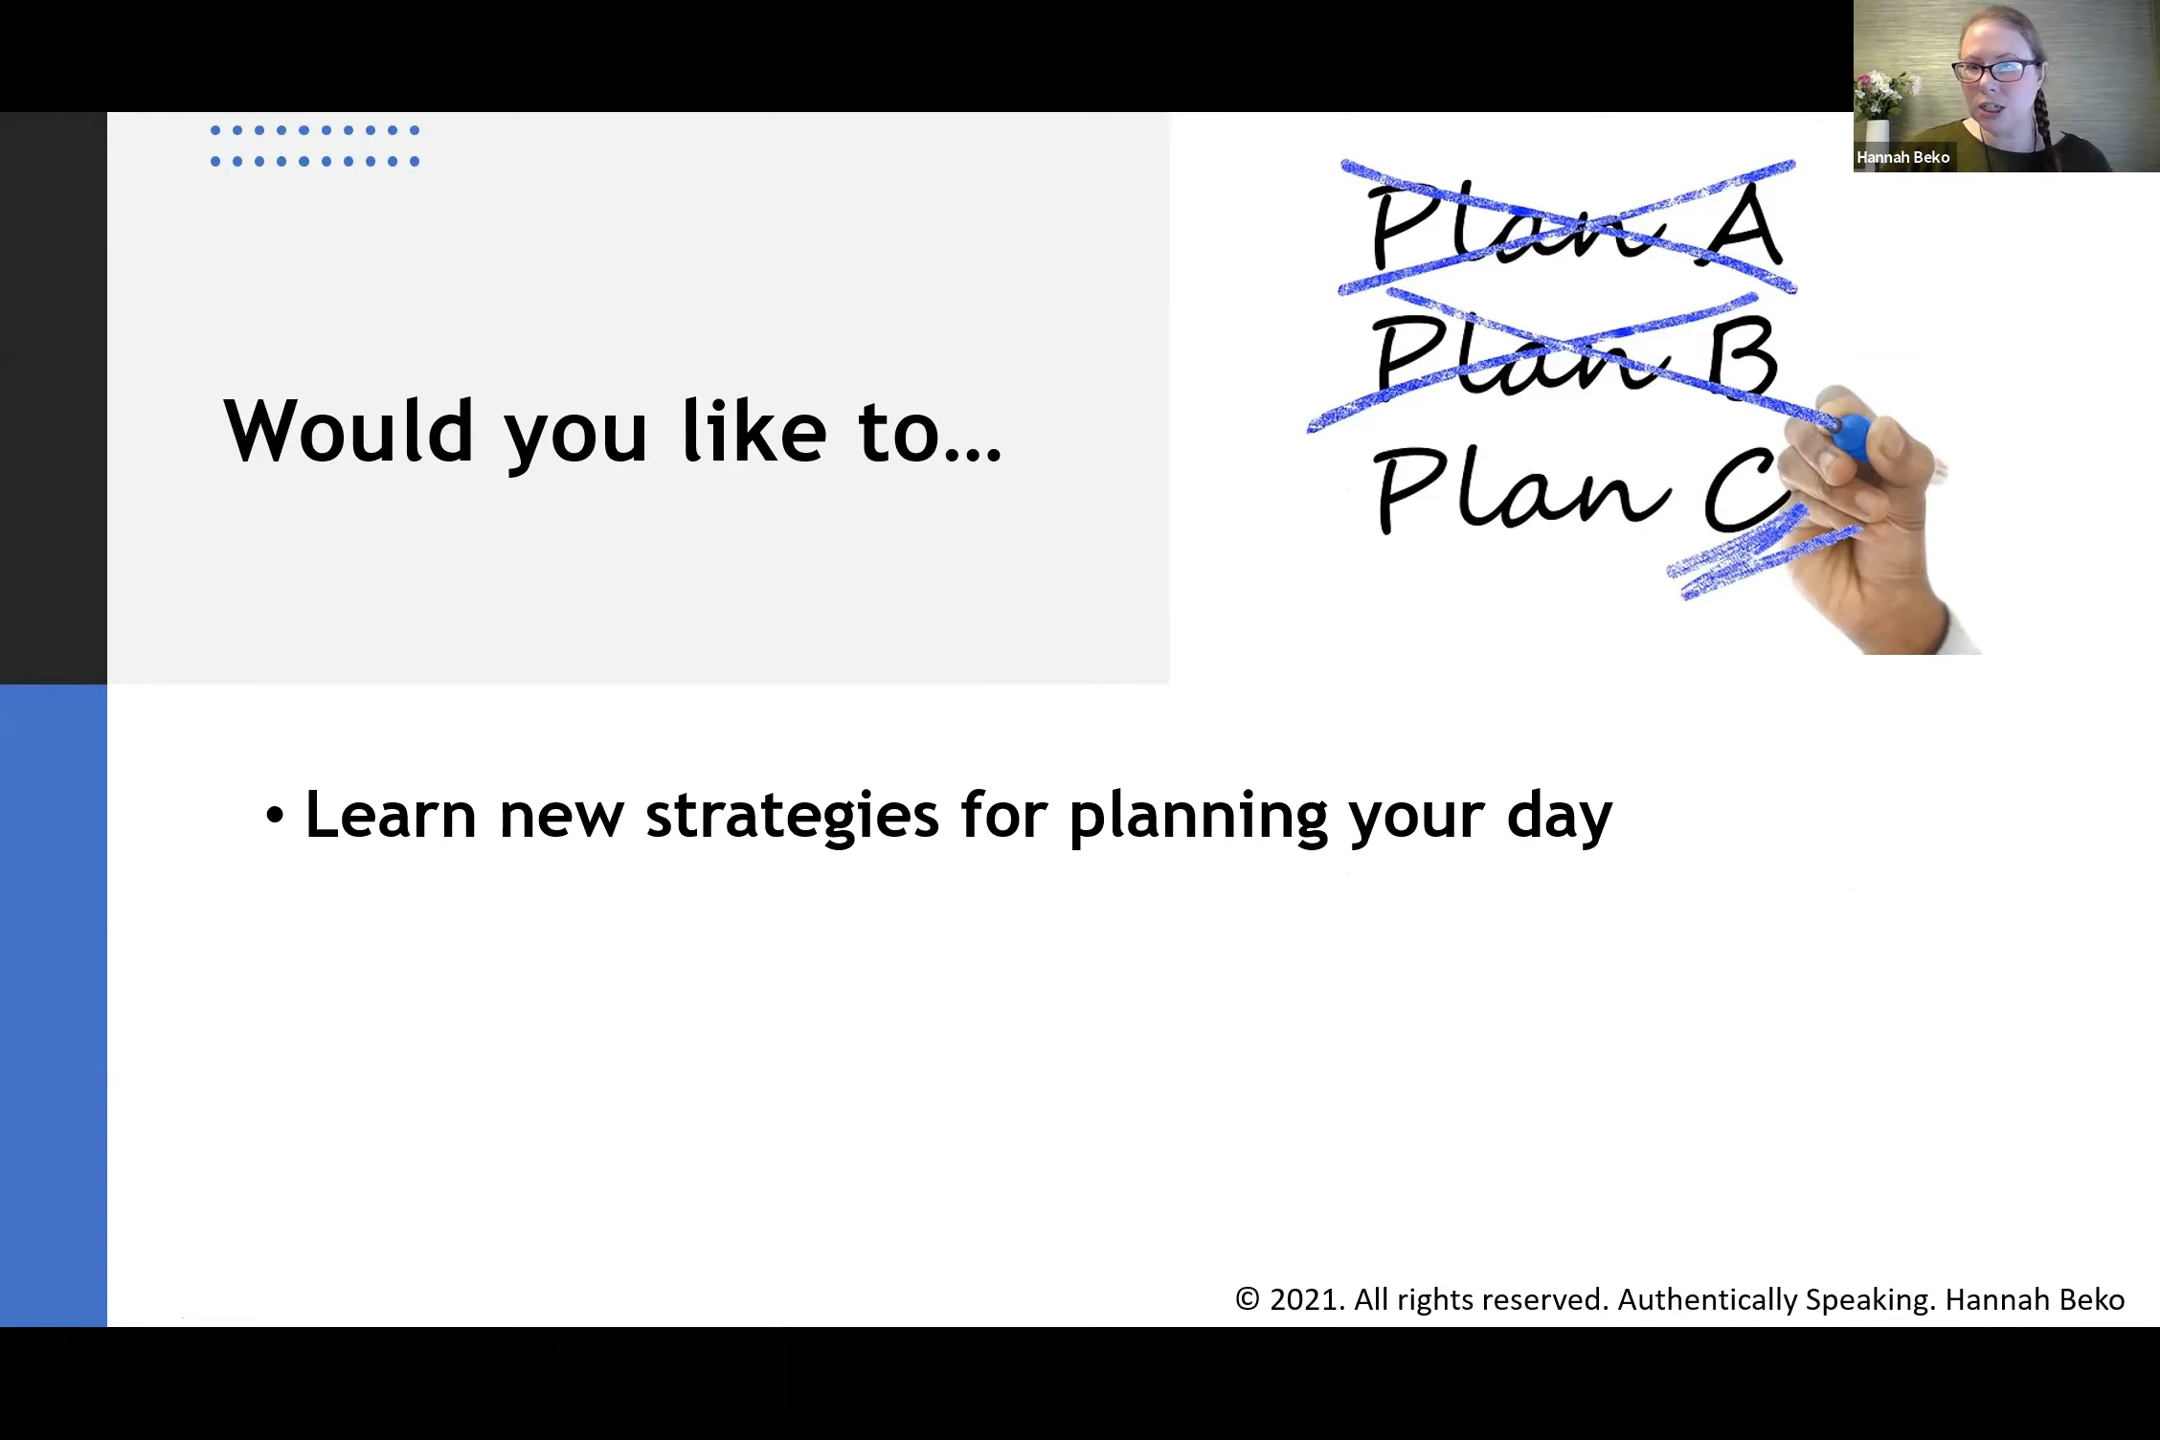 Hannah Beko
Plan A
Plan B
Plan C
Would you like to...
• Learn new strategies for planning your day
© 2021. All rights reserved. Authentically Speaking. Hannah Beko